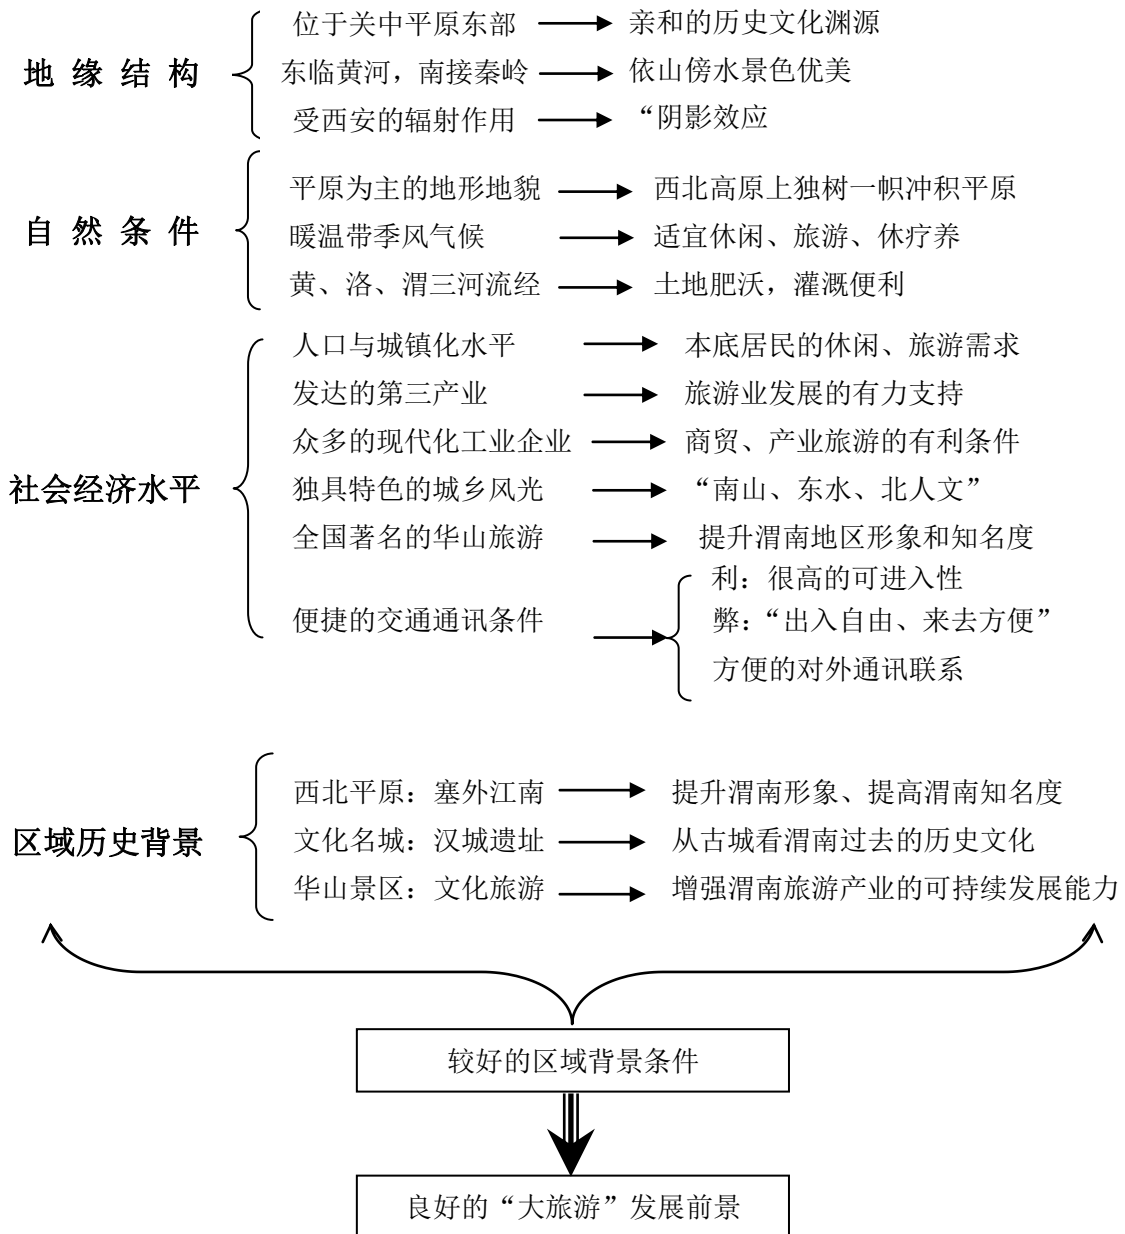 地缘结构
位于关中平原东部 亲和的历史文化渊源
东临黄河，南接秦岭 依山傍水景色优美
受西安的辐射作用 “阴影效应
自然条件
平原为主的地形地貌 西北高原上独树一帜冲积平原
暖温带季风气候 适宜休闲、旅游、休疗养
黄、洛、渭三河流经 土地肥沃，灌溉便利
社会经济水平
人口与城镇化水平 本底居民的休闲、旅游需求
发达的第三产业 旅游业发展的有力支持
众多的现代化工业企业 商贸、产业旅游的有利条件
独具特色的城乡风光 “南山、东水、北人文”
全国著名的华山旅游 提升渭南地区形象和知名度
便捷的交通通讯条件
利：很高的可进入性
弊：“出入自由、来去方便”
方便的对外通讯联系
区域历史背景
西北平原：塞外江南 提升渭南形象、提高渭南知名度
文化名城：汉城遗址 从古城看渭南过去的历史文化
华山景区：文化旅游 增强渭南旅游产业的可持续发展能力
较好的区域背景条件
良好的“大旅游”发展前景